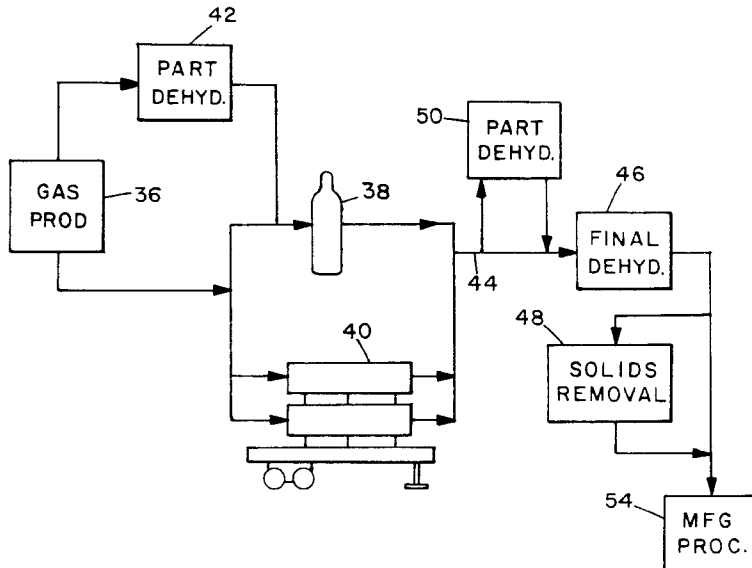 42
PART
DEHYD.
50
PART
DEHYD.
GAS
PROD
36
38
46
FINAL
DEHYD.
44
48
SOLIDS
REMOVAL
40
54
MFG
PROC.